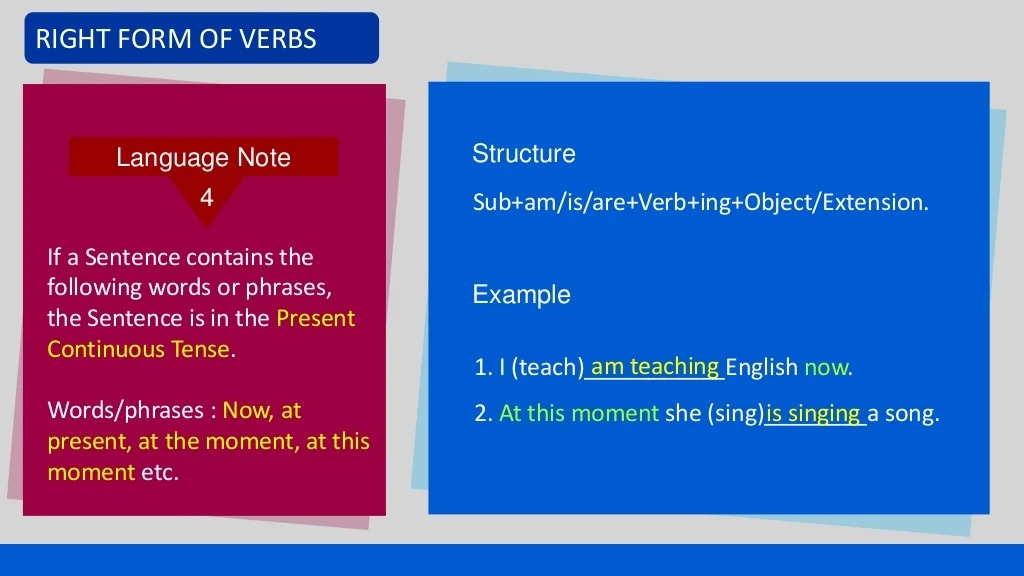 RIGHT FORM OF VERBS
Language Note
4
If a Sentence contains the
following words or phrases,
the Sentence is in the Present
Continuous Tense.
Words/phrases : Now, at
present, at the moment, at this
moment etc.
Structure
Sub+am/is/are+Verb+ing+Object/Extension.
Example
1. I (teach) am teaching English now.
2. At this moment she (sing)is singing a song.